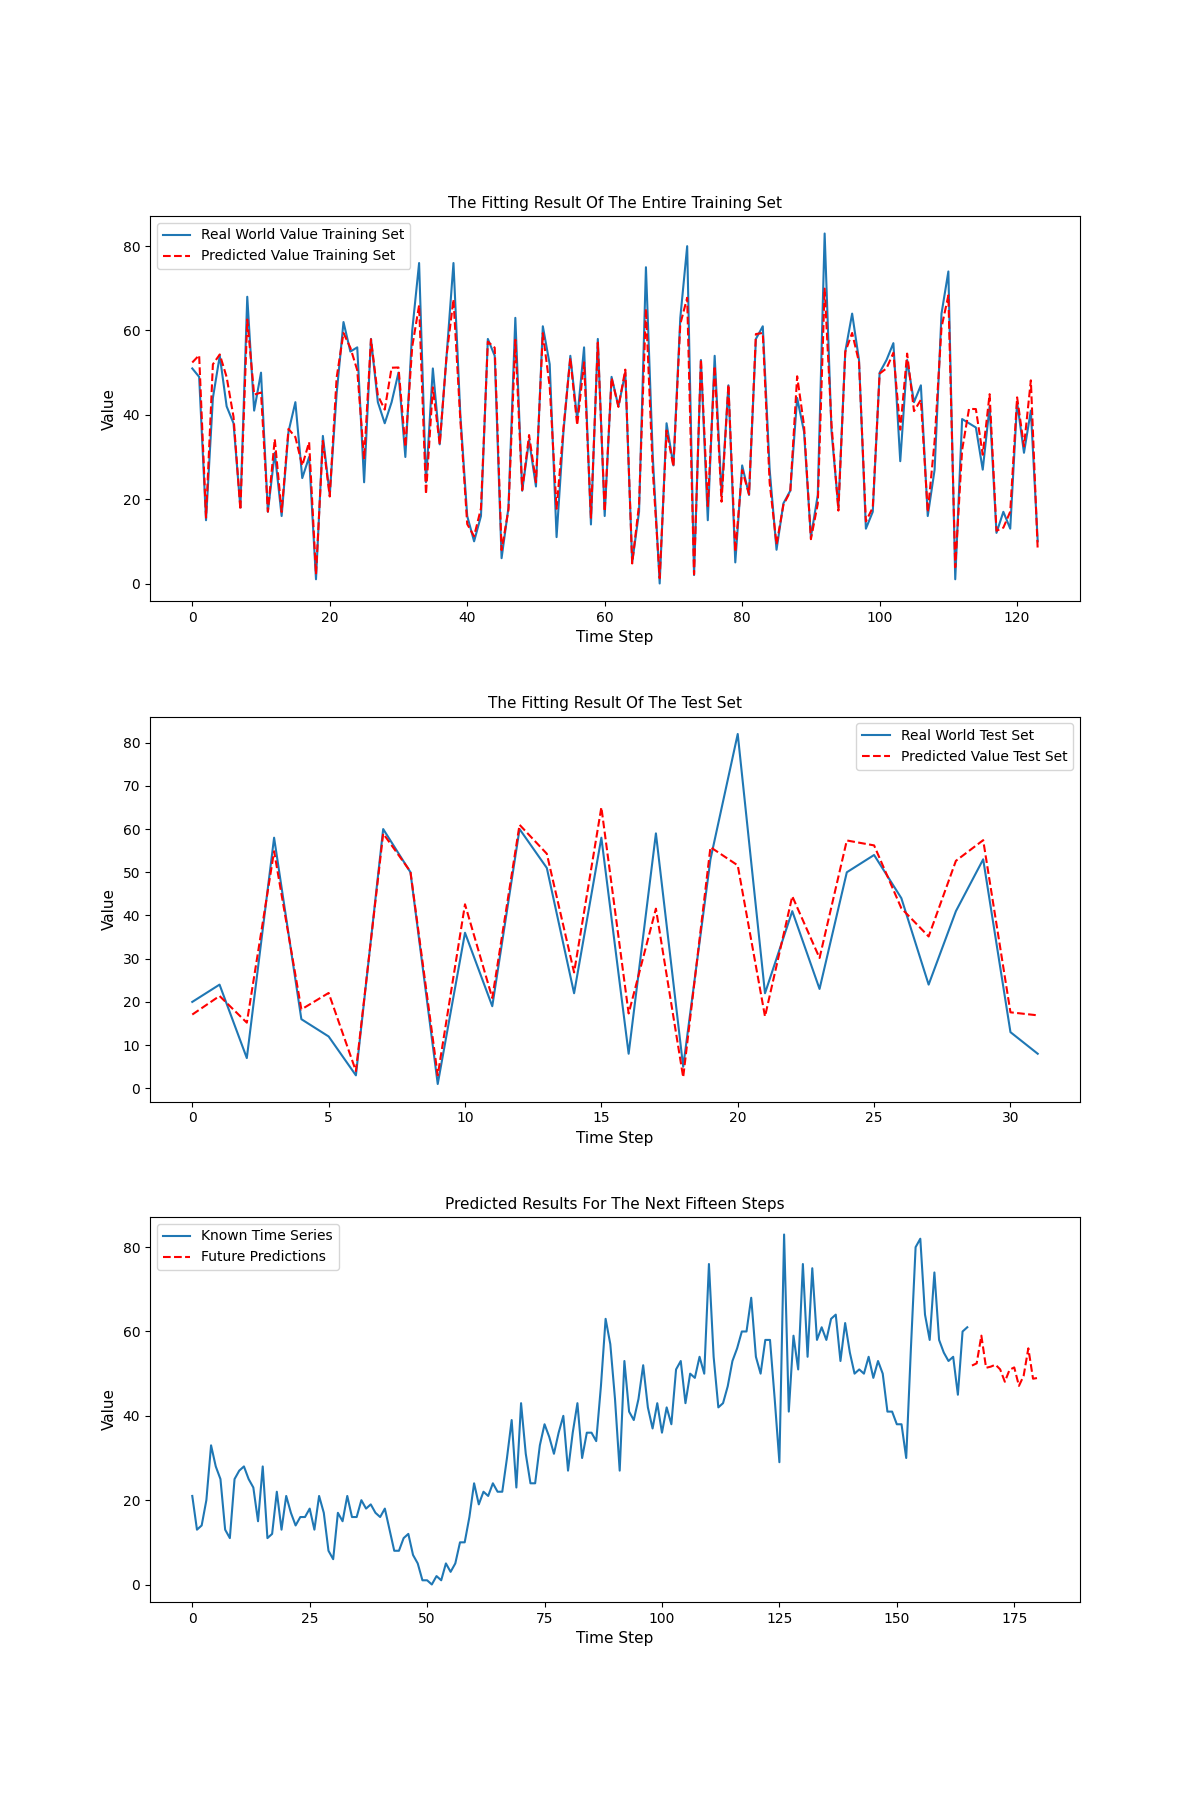 The Fitting Result Of The Entire Training Set
Real World Value Training Set
Predicted Value Training Set
Value
80
60
40
20
0
0 20 40 60 80 100 120
Time Step
The Fitting Result Of The Test Set
Real World Test Set
Predicted Value Test Set
Value
80
70
60
50
40
30
20
10
0
0 5 10 15 20 25 30
Time Step
Predicted Results For The Next Fifteen Steps
Known Time Series
Future Predictions
Value
80
60
40
20
0
0 25 50 75 100 125 150 175
Time Step